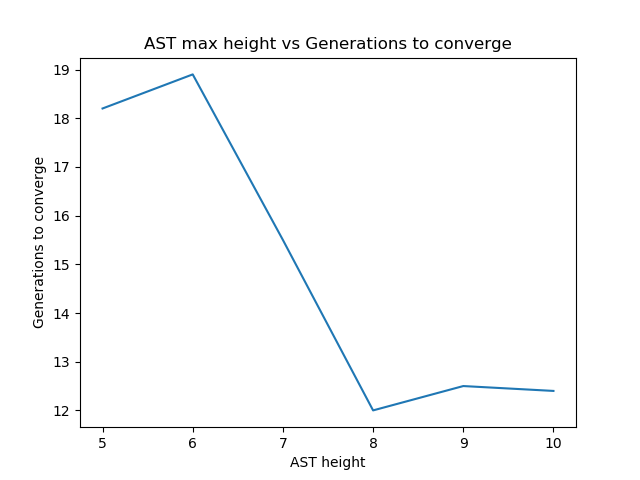 AST max height vs Generations to converge
19
18
17
16
15
14
13
12
Generations to converge
5 6 7 8 9 10
AST height